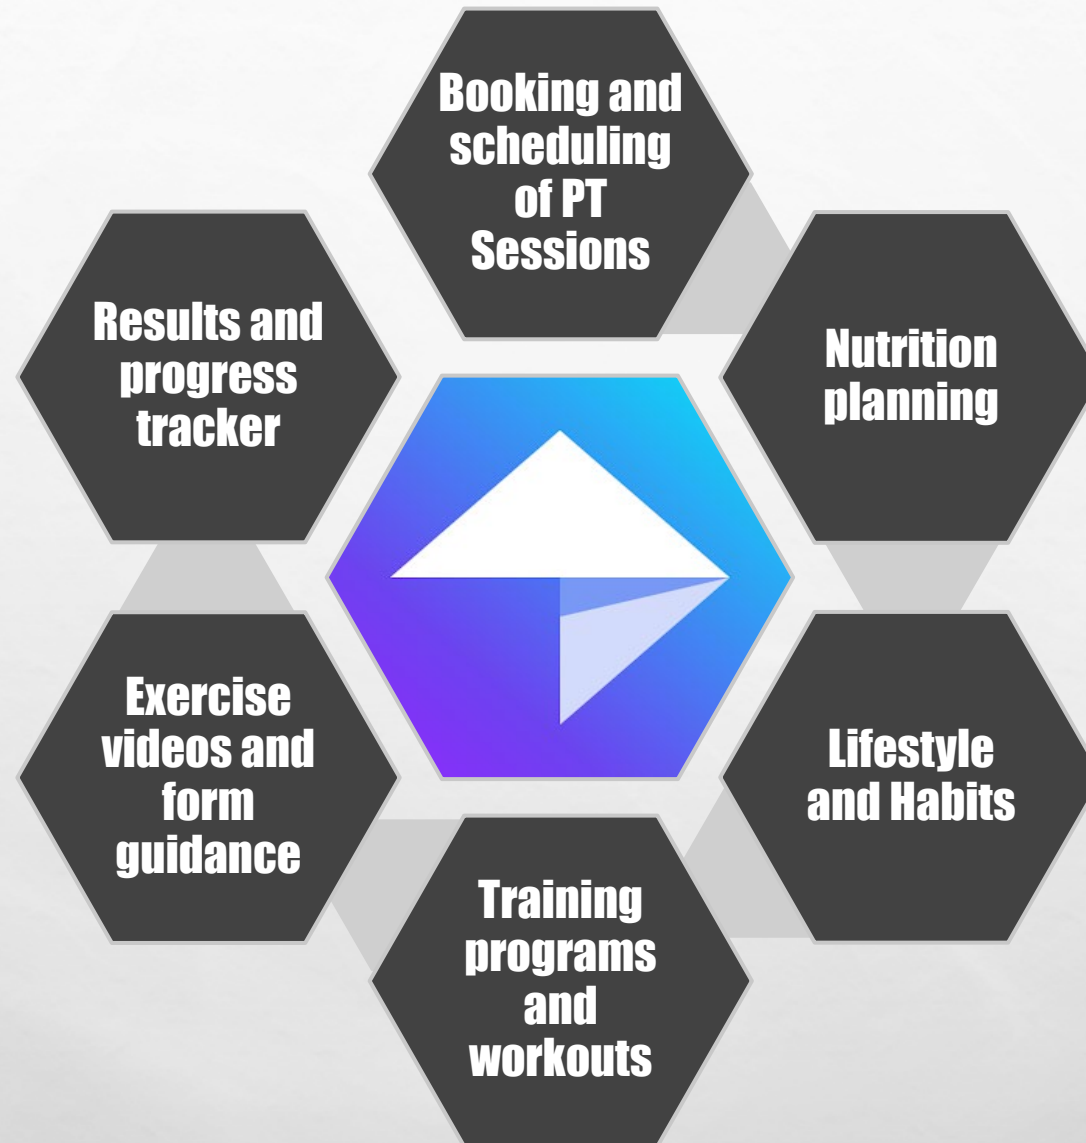 Booking and
scheduling
of PT
Sessions
Nutrition
planning
Lifestyle
and Habits
Training
programs
and
workouts
Exercise
videos and
form
guidance
Results and
progress
tracker